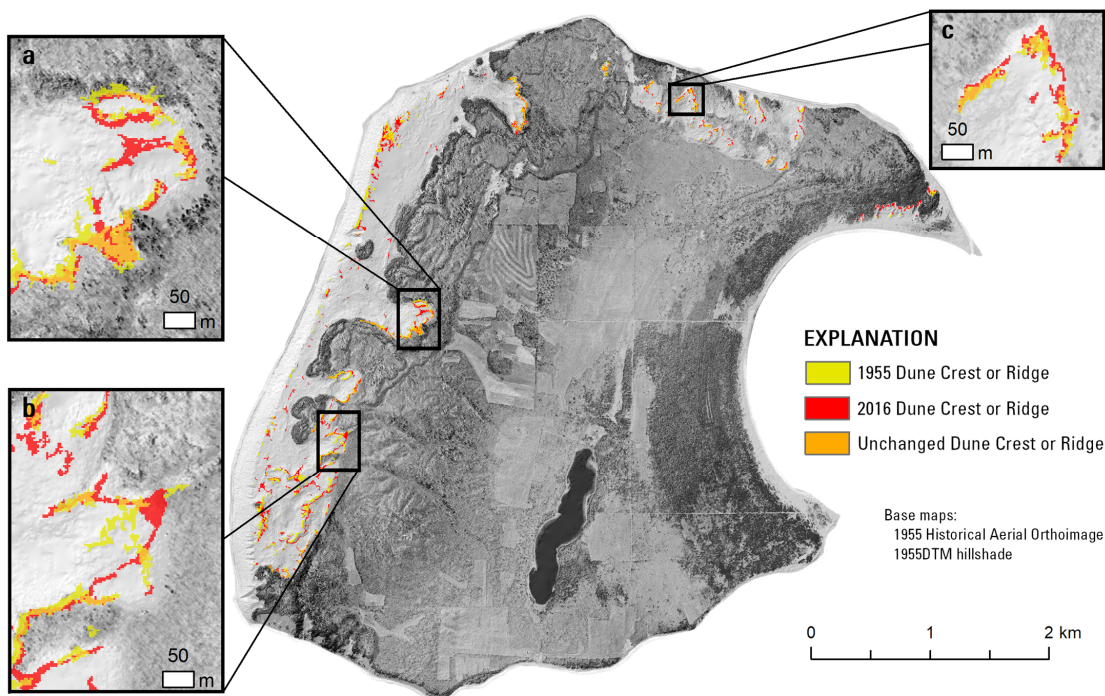 a
50
m
b
50
m
c
50
m
EXPLANATION
1955 Dune Crest or Ridge
2016 Dune Crest or Ridge
Unchanged Dune Crest or Ridge
Base maps:
1955 Historical Aerial Orthoimage
1955DTM hillshade
0 1 2 km